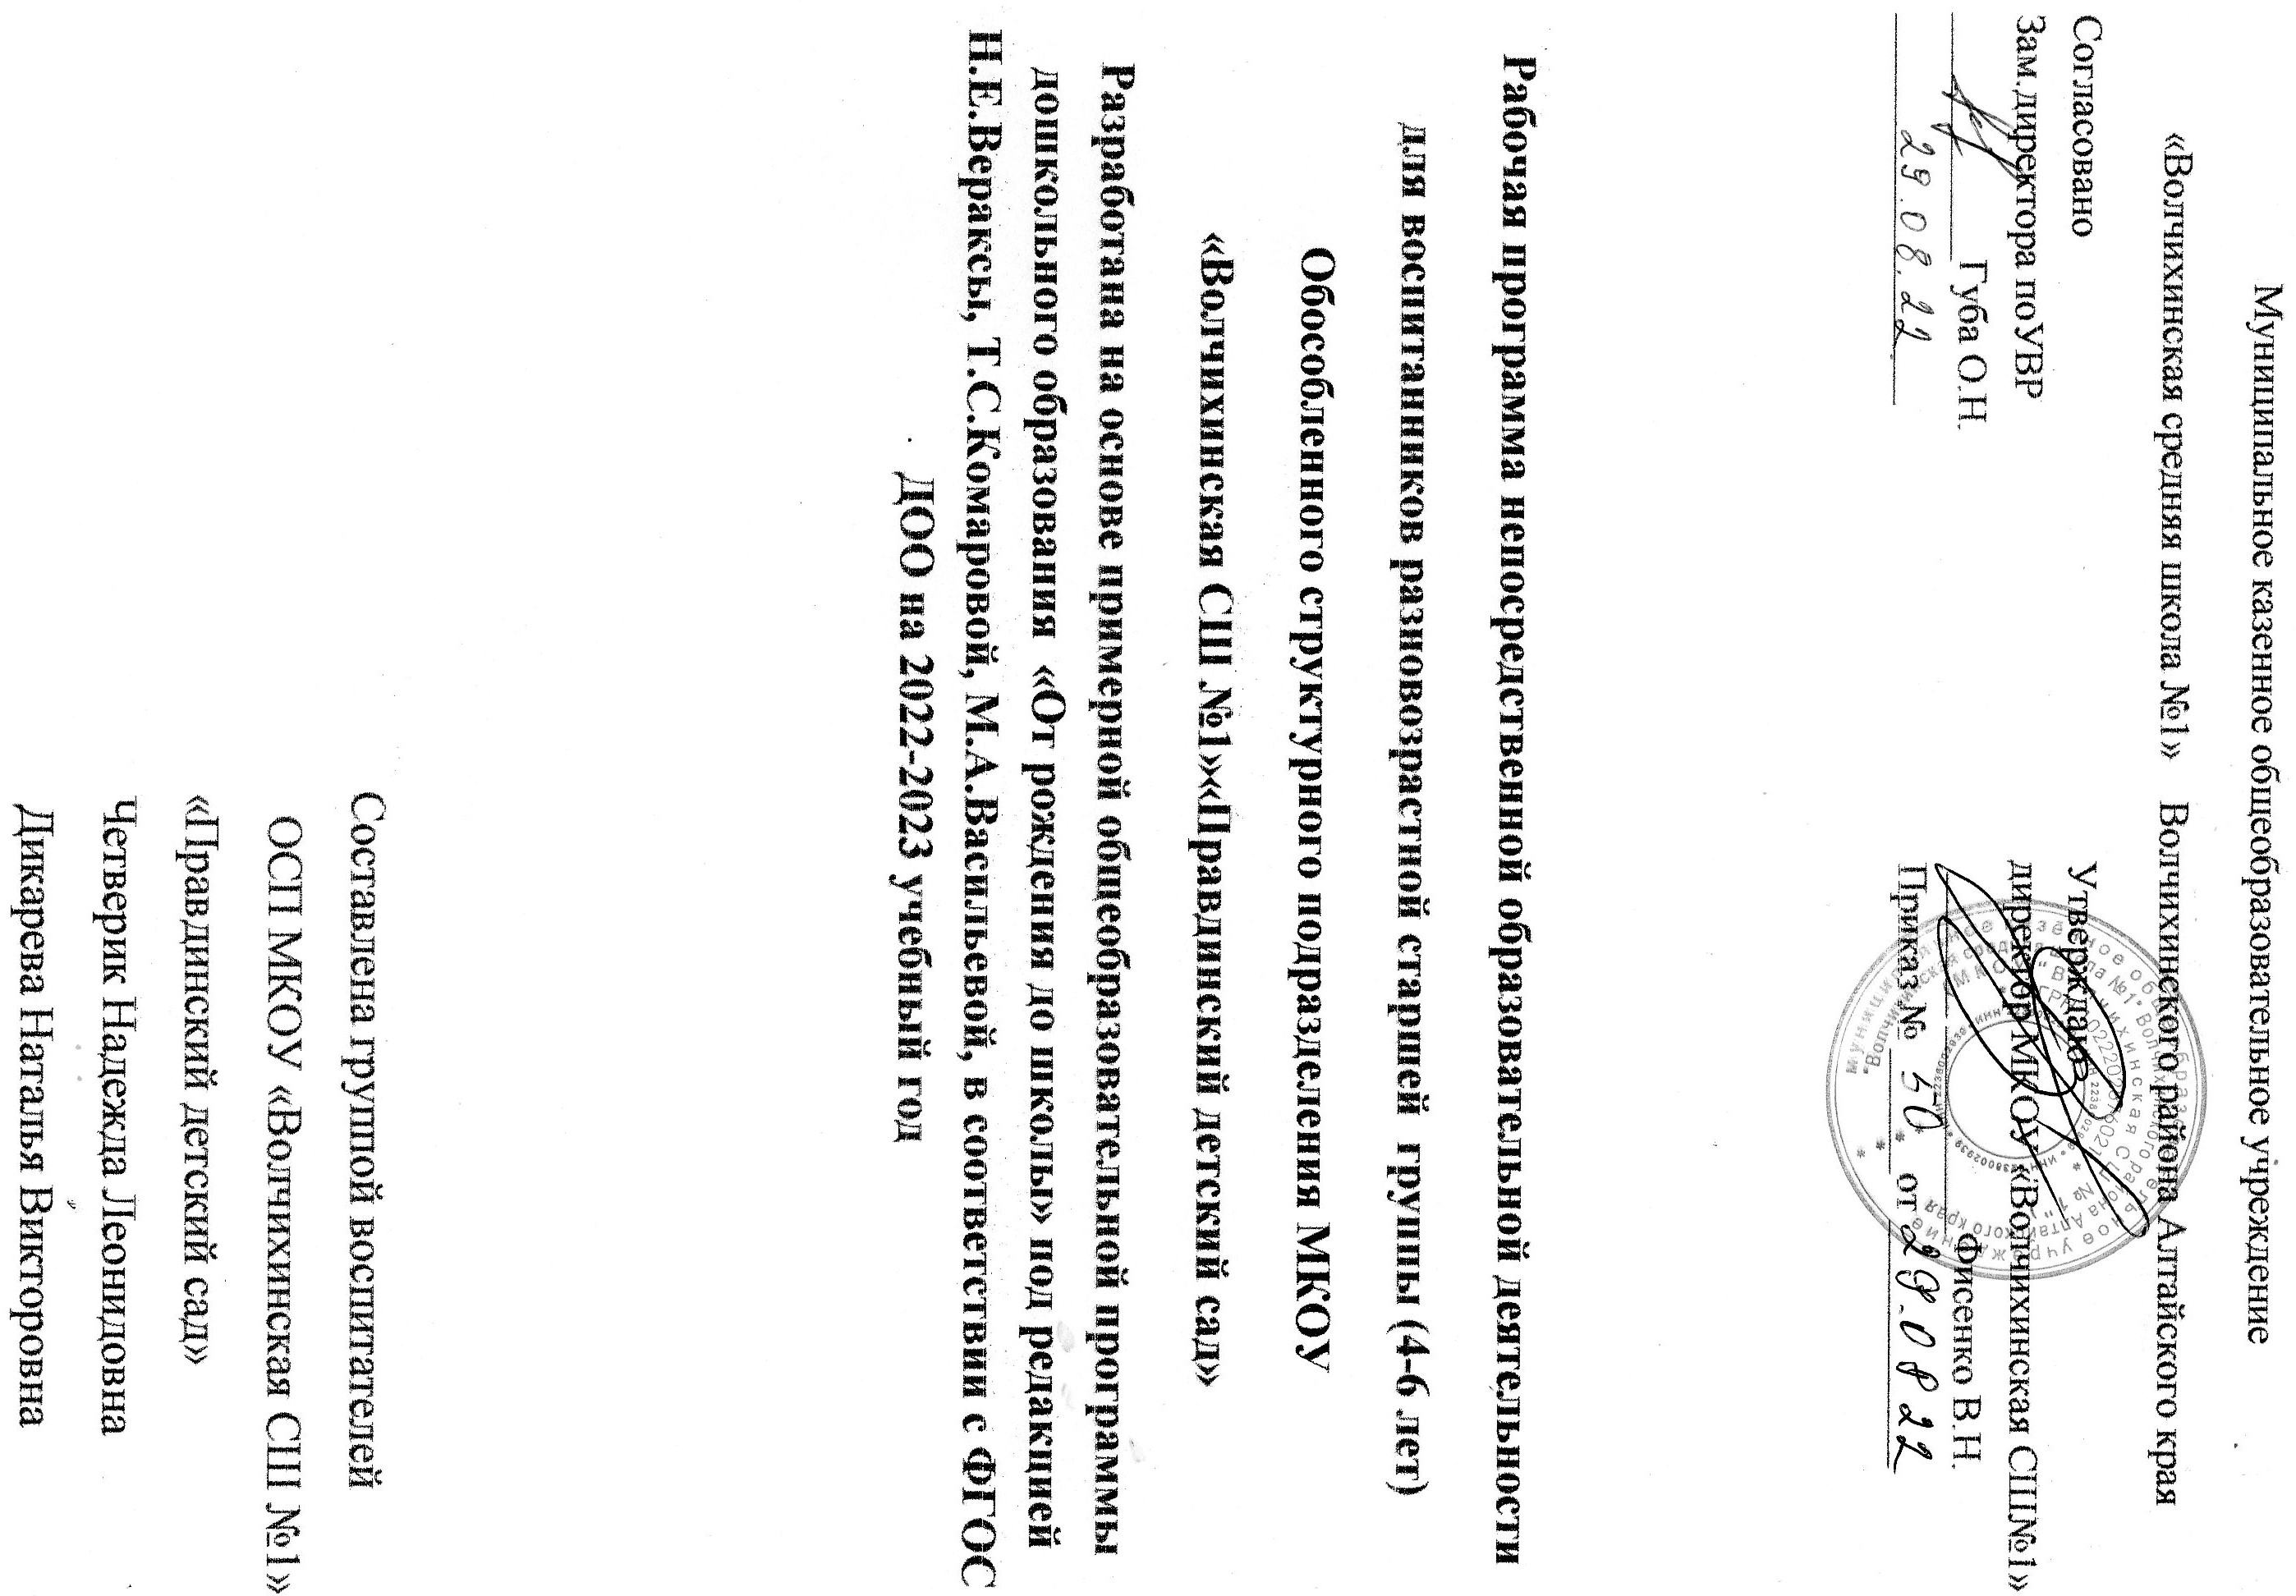 Муниципальное казенное общеобразовательное учреждение
«Волчихинская средняя школа №1» Волчихинского района Алтайского края
Согласовано
Зам.директора поУВР
Губа О.Н.
29.08.22
Утверждаю
директор МКОУ «Волчихинская СШ№1»
Фисенко В.Н.
Приказ № 50 от 29.08 22
Рабочая программа непосредственной образовательной деятельности
для воспитанников разновозрастной старшей группы (4-6 лет)
Обособленного структурного подразделения МКОУ
«Волчихинская СШ №1»«Правдинский детский сад»
Разработана на основе примерной общеобразовательной программы
дошкольного образования «От рождения до школы» под редакцией
Н.Е.Вераксы, Т.С.Комаровой, М.А.Васильевой, в соответствии с ФГОС
ДОО на 2022-2023 учебный год
Составлена группой воспитателей
ОСП МКОУ «Волчихинская СШ №1»
«Правдинский детский сад»
Четверик Надежда Леонидовна
Дикарева Наталья Викторовна